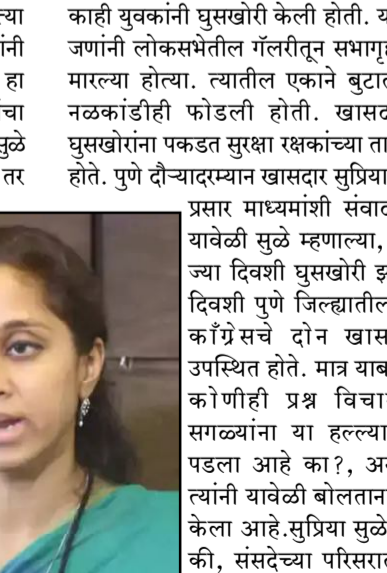 त्या
ंनी
हा
चा
सुळे
तर
काही युवकांनी घुसखोरी केली होती. य
जणांनी लोकसभेतील गॅलरीतून सभागृह
मारल्या होत्या. त्यातील एकाने बुटात
नळकांडीही फोडली होती. खासद
घुसखोरांना पकडत सुरक्षा रक्षकांच्या ता
होते. पुणे दौऱ्यादरम्यान खासदार सुप्रिया
प्रसार माध्यमांशी संवाद
यावेळी सुळे म्हणाल्या,
ज्या दिवशी घुसखोरी झ
दिवशी पुणे जिल्ह्यातील
काँग्रेसचे दोन खास
उपस्थित होते. मात्र याब
कोणीही प्रश्न विचा
सगळ्यांना या हल्ल्या
पडला आहे का?, अ
त्यांनी यावेळी बोलतान
केला आहे.सुप्रिया सुळे
की, संसदेच्या परिसरात